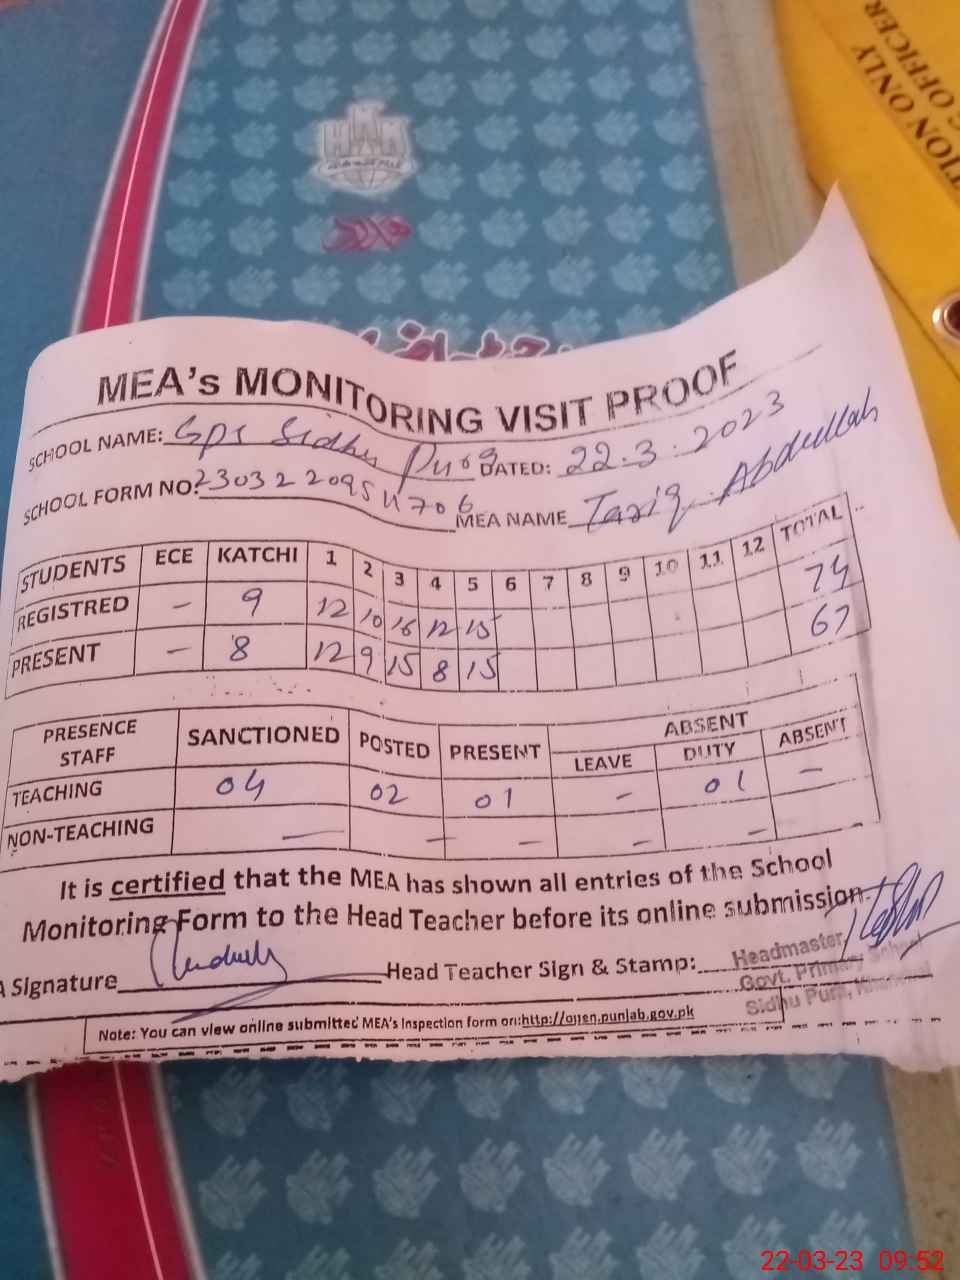 TION ONLY
G OFFICER
MEA's MONITORING VISIT PROOF
SCHOOL NAME: Gps Sidhu Pura DATED: 22.3.2023
SCHOOL FORM NO: 2303220954706 MEA NAME Tariq Abdullah
STUDENTS ECE KATCHI 1 2 3 4 5 6 7 8 9 10 11 12 TOTAL
REGISTRED - 9 12 10 16 12 15 74
PRESENT - 8 12 9 15 8 15 67
PRESENCE STAFF SANCTIONED POSTED PRESENT ABSENT
LEAVE DUTY ABSENT
TEACHING 04 02 01 - 01 -
NON-TEACHING - - - - -
It is certified that the MEA has shown all entries of the School
Monitoring Form to the Head Teacher before its online submission.
A Signature Head Teacher Sign & Stamp:
Headmaster,
Govt. Primary School
Sidhu Pura,
Note: You can view online submitted MEA's Inspection form on:http://open.punjab.gov.pk
22-03-23 09:52